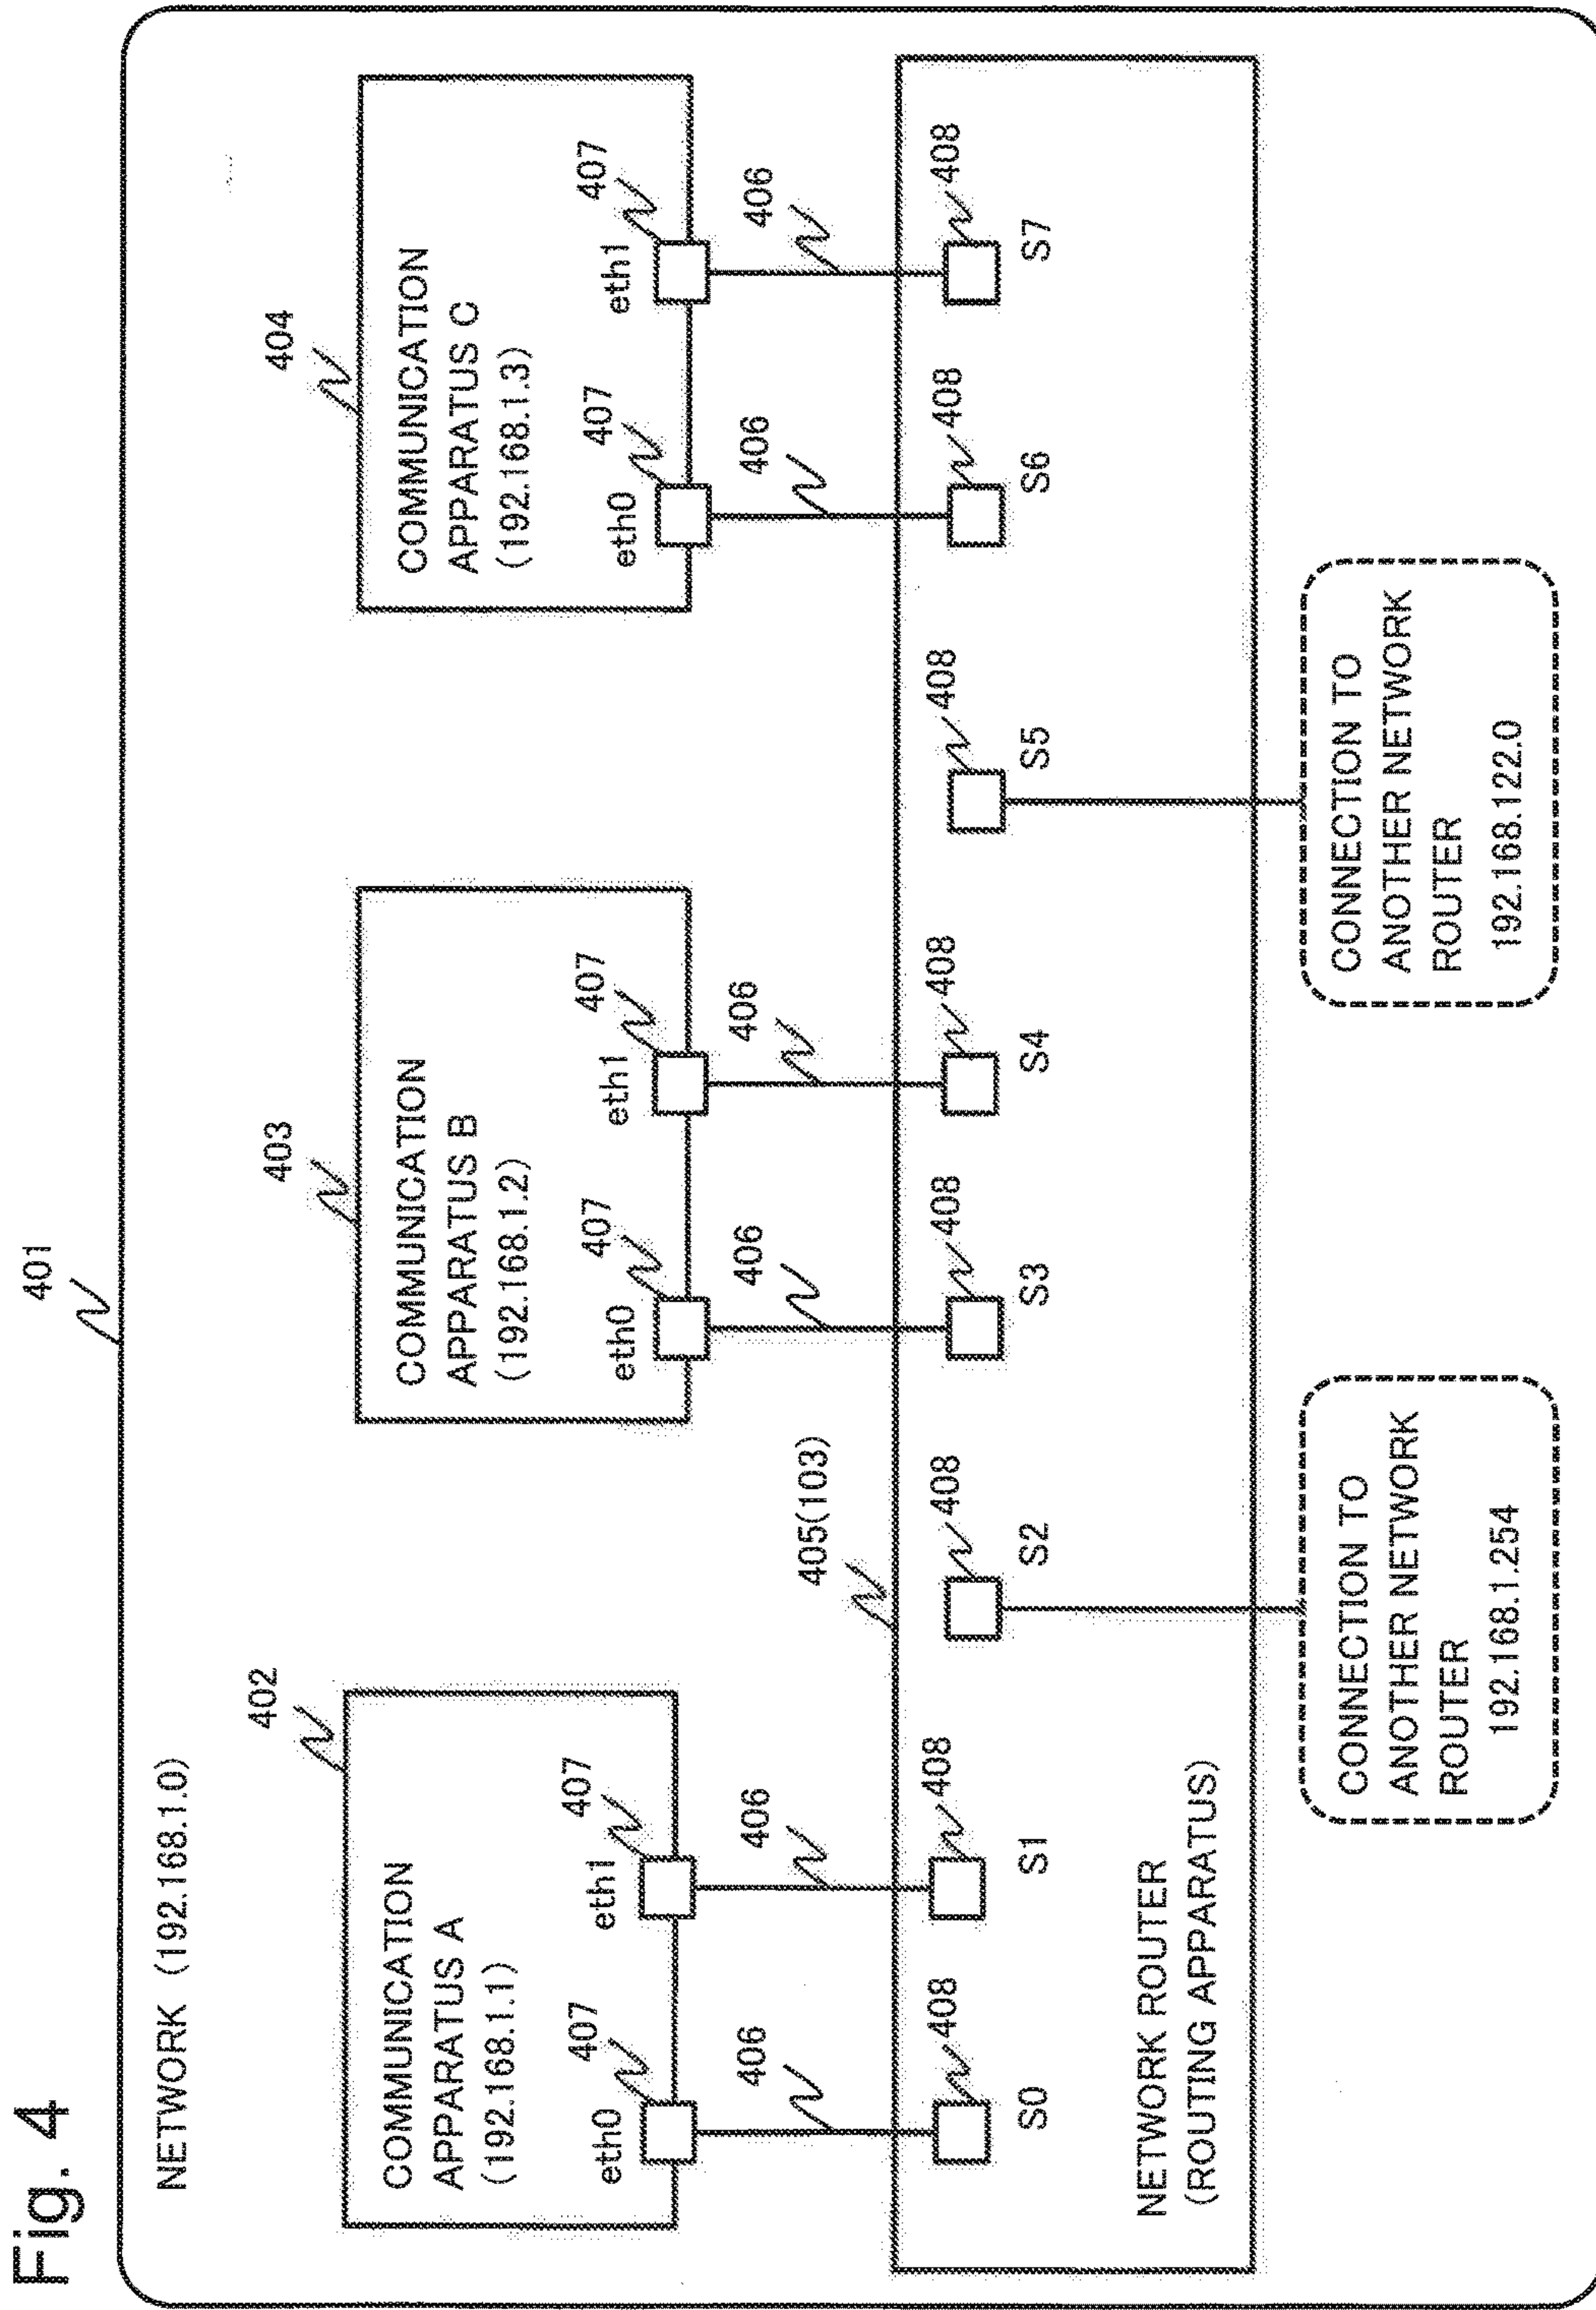 Fig. 4
401
NETWORK (192.168.1.0)
402
403
404
COMMUNICATION
APPARATUS A
(192.168.1.1)
eth0
407
eth1
407
COMMUNICATION
APPARATUS B
(192.168.1.2)
eth0
407
eth1
407
COMMUNICATION
APPARATUS C
(192.168.1.3)
eth0
407
eth1
407
406
406
406
406
406
406
405(103)
408
408
408
408
408
408
408
408
S0
S1
S2
S3
S4
S5
S6
S7
NETWORK ROUTER
(ROUTING APPARATUS)
CONNECTION TO
ANOTHER NETWORK
ROUTER
192.168.1.254
CONNECTION TO
ANOTHER NETWORK
ROUTER
192.168.122.0